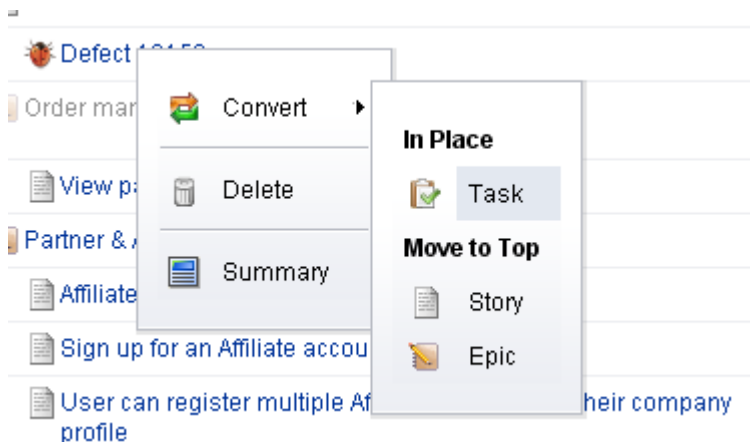 Defect
Order mar
View pa
Partner &
Affiliate
Sign up for an Affiliate accou
User can register multiple Af
heir company
profile
Convert
Delete
Summary
In Place
Task
Move to Top
Story
Epic